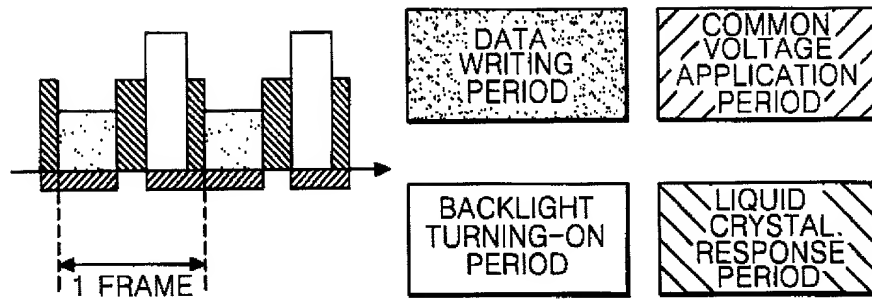 DATA
WRITING
PERIOD
COMMON
VOLTAGE
APPLICATION
PERIOD
BACKLIGHT
TURNING-ON
PERIOD
LIQUID
CRYSTAL
RESPONSE
PERIOD
1 FRAME